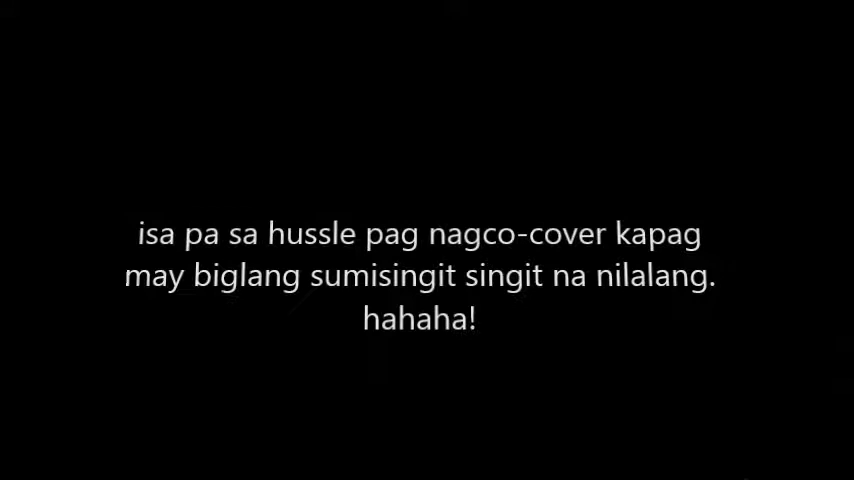 isa pa sa hussle pag nagco-cover kapag
may biglang sumisingit singit na nilalang.
hahaha!